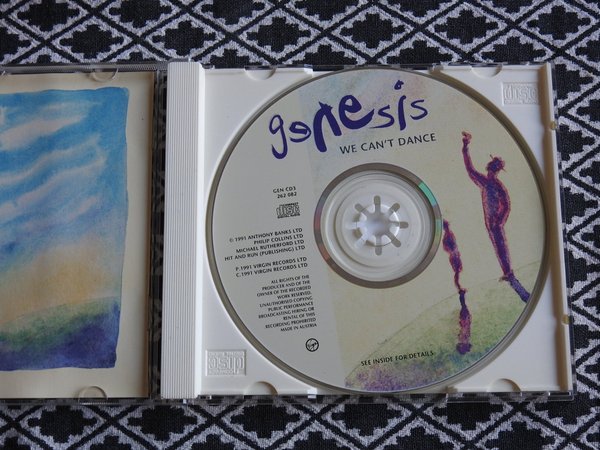 genesis
WE CAN'T DANCE
GEN CD3
262 082
© 1991 ANTHONY BANKS LTD
PHILIP COLLINS LTD
MICHAEL RUTHERFORD LTD
HIT AND RUN (PUBLISHING) LTD
P.1991 VIRGIN RECORDS LTD
C.1991 VIRGIN RECORDS LTD
ALL RIGHTS OF THE
PRODUCER AND OF THE
OWNER OF THE RECORDED
WORK RESERVED.
UNAUTHORISED COPYING
PUBLIC PERFORMANCE
BROADCASTING HIRING OR
RENTAL OF THIS
RECORDING PROHIBITED
MADE IN AUSTRIA
SEE INSIDE FOR DETAILS